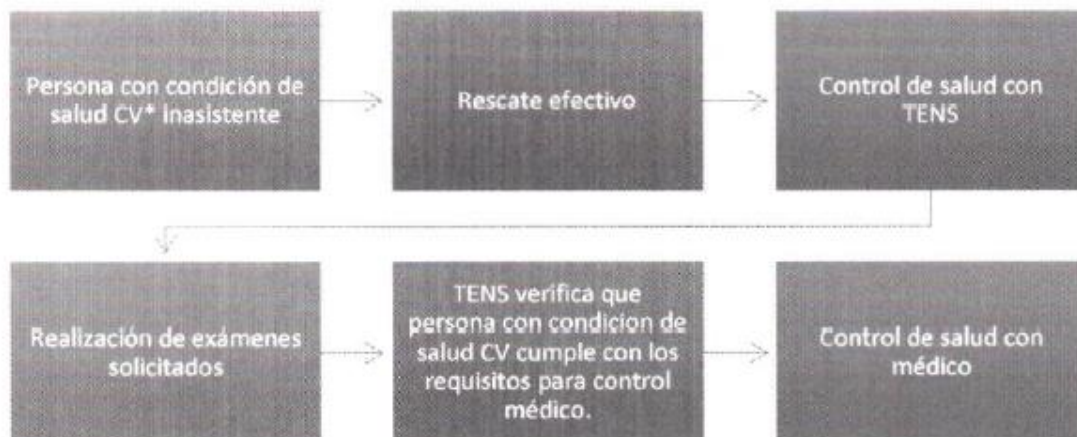 Persona con condición de
salud CV* inasistente
Rescate efectivo
Control de salud con
TENS
Realización de exámenes
solicitados
TENS verifica que
persona con condicion de
salud CV cumple con los
requisitos para control
médico.
Control de salud con
médico